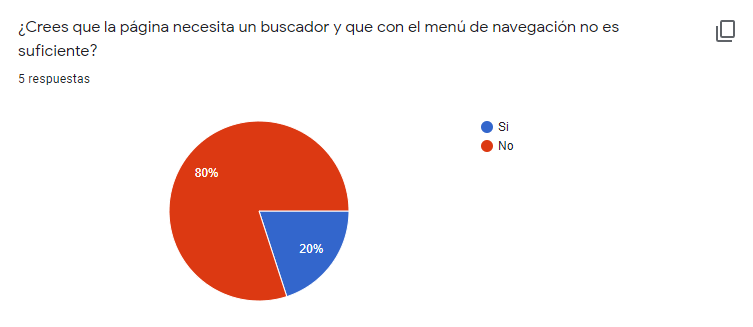 ¿Crees que la página necesita un buscador y que con el menú de navegación no es
suficiente?
5 respuestas
Si
No
80%
20%